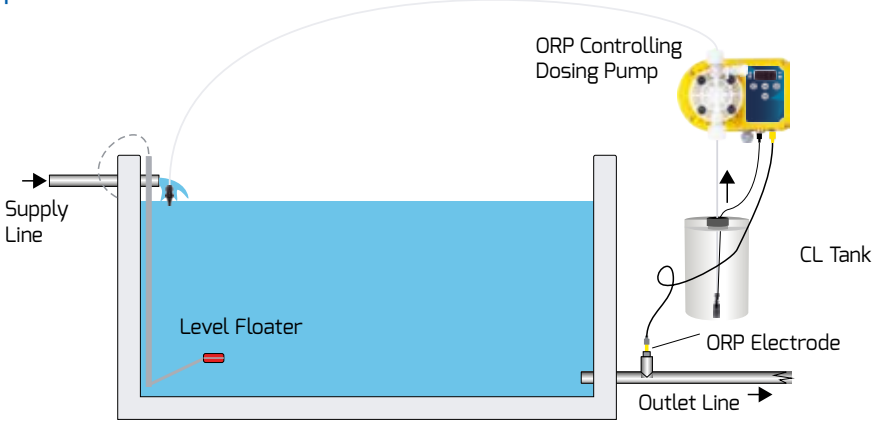 ORP Controlling
Dosing Pump
Supply
Line
CL Tank
Level Floater
ORP Electrode
Outlet Line